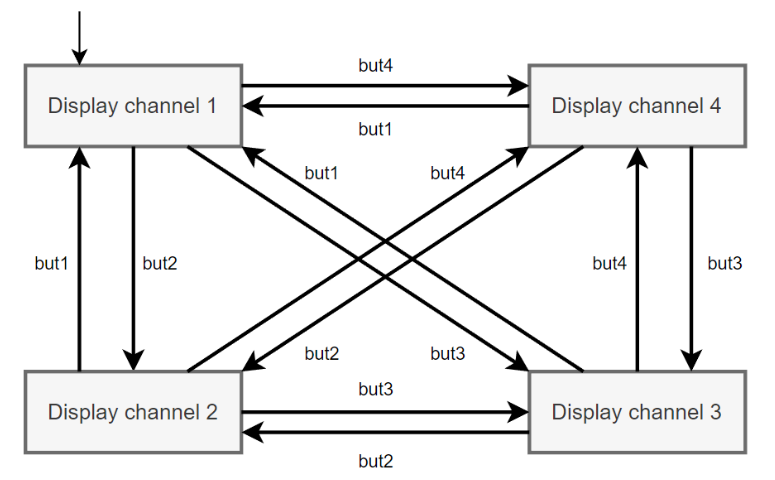 but4
Display channel 1
Display channel 4
but1
but1
but4
but1
but2
but4
but3
but2
but3
but3
Display channel 2
Display channel 3
but2